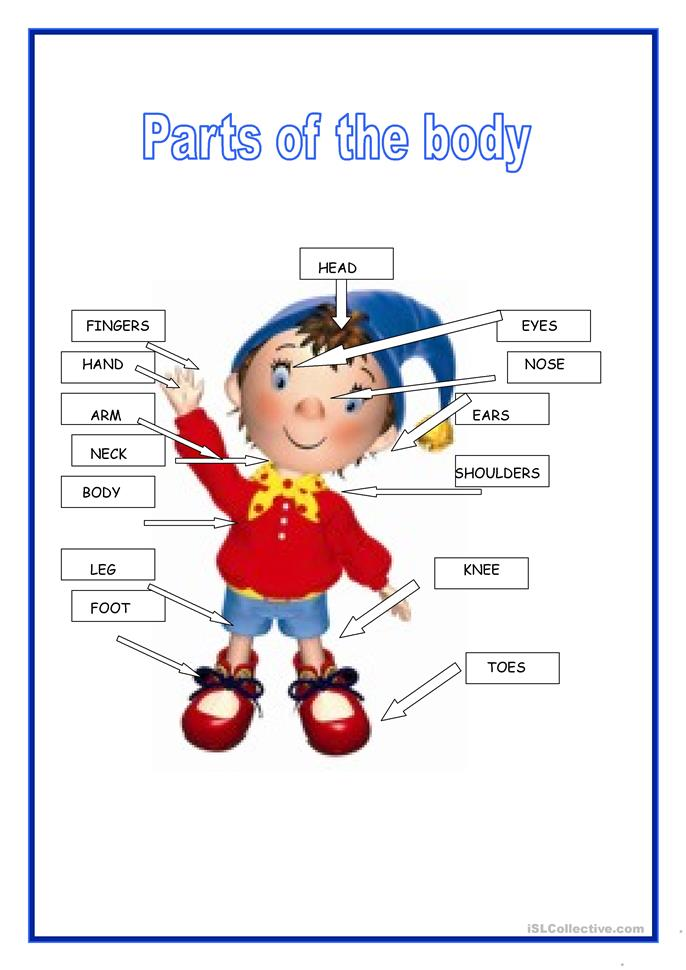 Parts of the body
HEAD
FINGERS
EYES
HAND
NOSE
ARM
EARS
NECK
SHOULDERS
BODY
LEG
KNEE
FOOT
TOES
iSLCollective.com